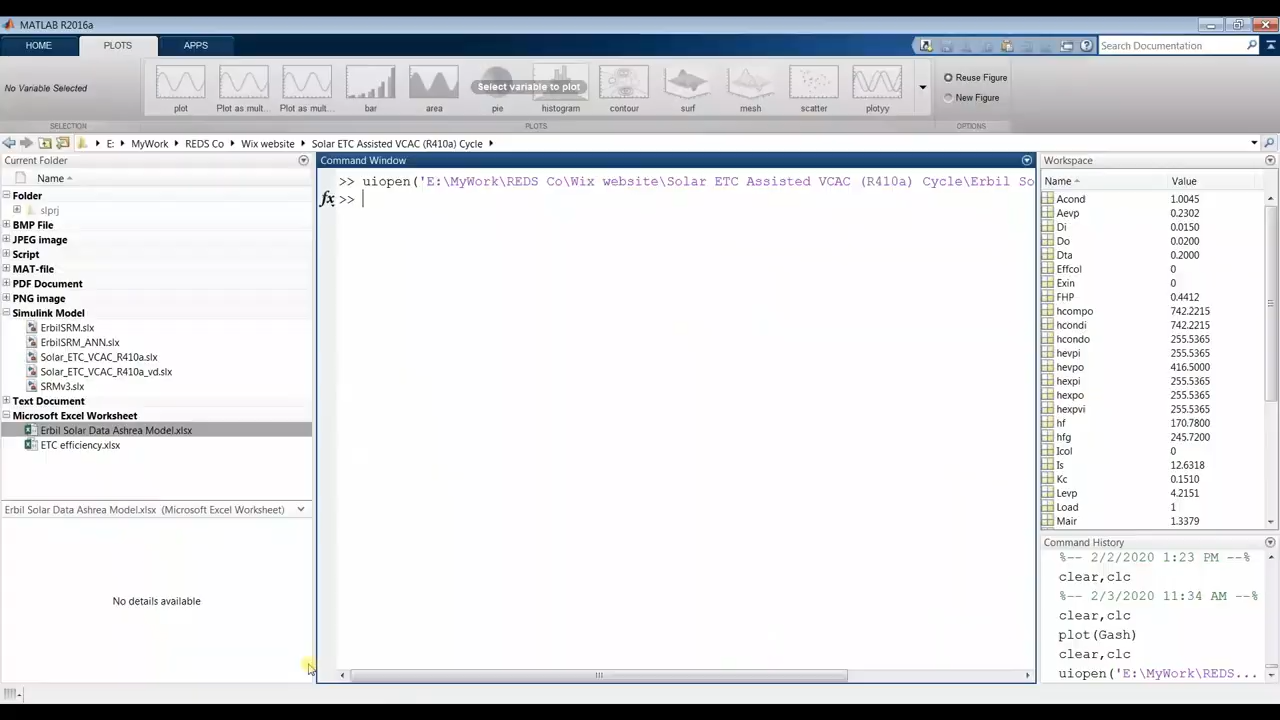 MATLAB R2016a
HOME
PLOTS
APPS
Search Documentation
No Variable Selected
plot
Plot as mult...
Plot as mult...
bar
area
pie
Select variable to plot
histogram
contour
surf
mesh
scatter
plotyy
Reuse Figure
New Figure
SELECTION
PLOTS
OPTIONS
E: MyWork REDS Co Wix website Solar ETC Assisted VCAC (R410a) Cycle
Current Folder
Name
Folder
slprj
BMP File
JPEG image
Script
MAT-file
PDF Document
PNG image
Simulink Model
ErbilSRM.slx
ErbilSRM_ANN.slx
Solar_ETC_VCAC_R410a.slx
Solar_ETC_VCAC_R410a_vd.slx
SRMv3.slx
Text Document
Microsoft Excel Worksheet
Erbil Solar Data Ashrea Model.xlsx
ETC efficiency.xlsx
Erbil Solar Data Ashrea Model.xlsx (Microsoft Excel Worksheet)
No details available
Command Window
>> uiopen('E:\MyWork\REDS Co\Wix website\Solar ETC Assisted VCAC (R410a) Cycle\Erbil So
fx >>
Workspace
Name Value
Acond 1.0045
Aevp 0.2302
Di 0.0150
Do 0.0200
Dta 0.2000
Effcol 0
Exin 0
FHP 0.4412
hcompo 742.2215
hcondi 742.2215
hcondo 255.5365
hevpi 255.5365
hevpo 416.5000
hexpi 255.5365
hexpo 255.5365
hexpvi 255.5365
hf 170.7800
hfg 245.7200
Icol 0
Is 12.6318
Kc 0.1510
Levp 4.2151
Load 1
Mair 1.3379
Command History
%-- 2/2/2020 1:23 PM --%
clear,clc
%-- 2/3/2020 11:34 AM --%
clear,clc
plot(Gash)
clear,clc
uiopen('E:\MyWork\REDS...